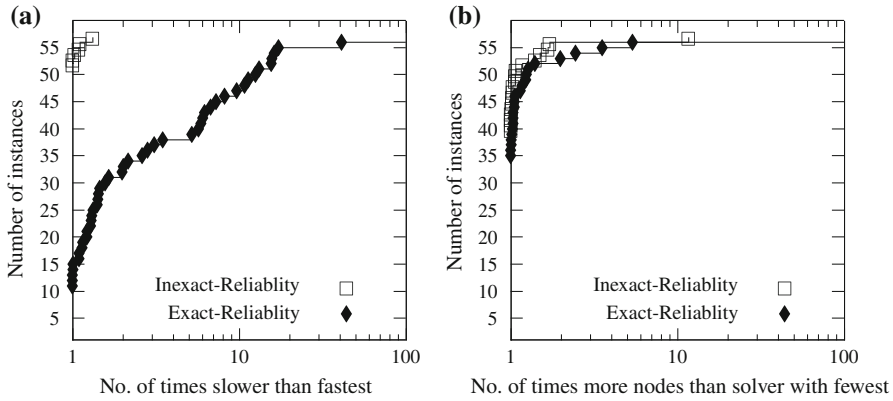 (a)
Number of instances
55
50
45
40
35
30
25
20
15
10
5
Inexact-Reliablity
Exact-Reliablity
1 10 100
No. of times slower than fastest
(b)
Number of instances
55
50
45
40
35
30
25
20
15
10
5
Inexact-Reliablity
Exact-Reliablity
1 10 100
No. of times more nodes than solver with fewest